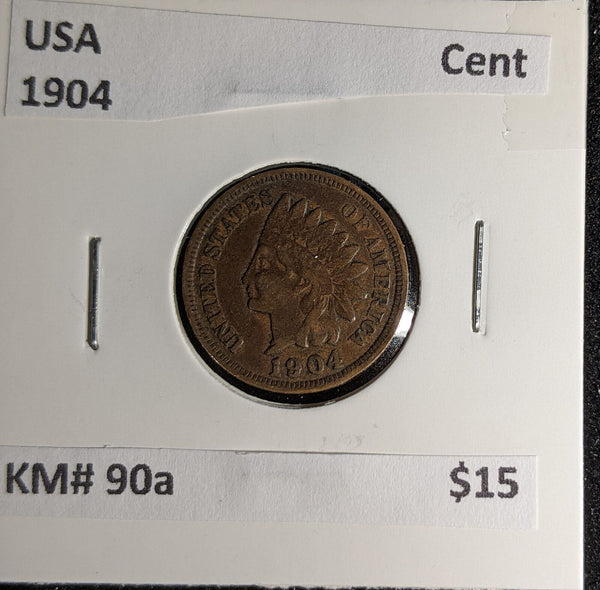 USA
Cent
1904
UNITED STATES OF AMERICA
1904
KM# 90a
$15